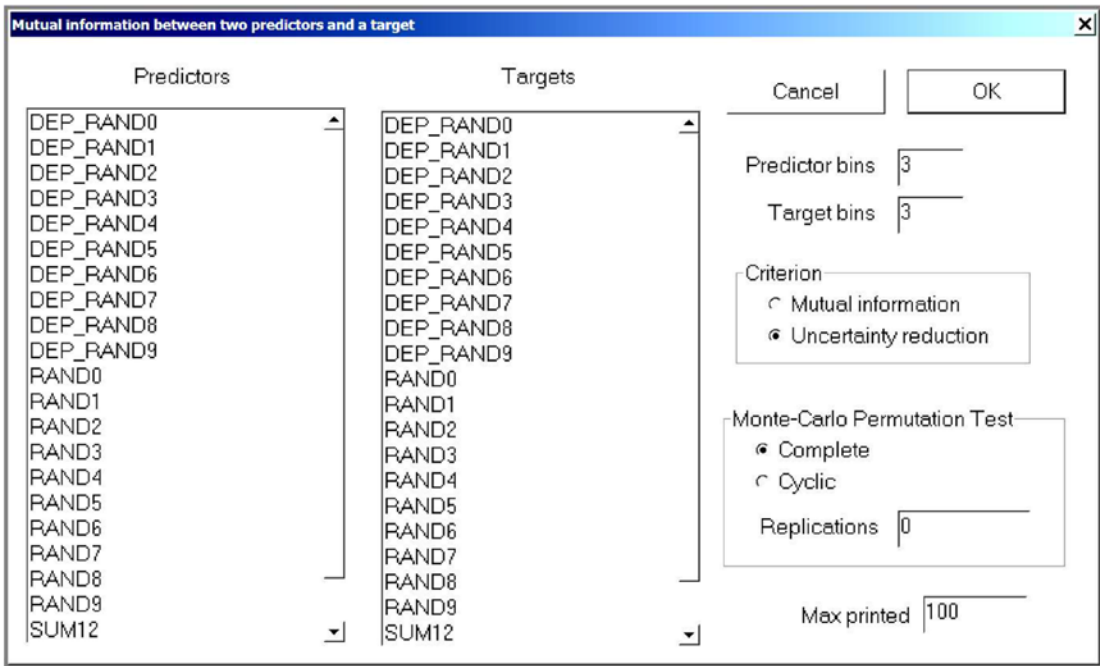 Mutual information between two predictors and a target
Predictors
DEP_RAND0
DEP_RAND1
DEP_RAND2
DEP_RAND3
DEP_RAND4
DEP_RAND5
DEP_RAND6
DEP_RAND7
DEP_RAND8
DEP_RAND9
RAND0
RAND1
RAND2
RAND3
RAND4
RAND5
RAND6
RAND7
RAND8
RAND9
SUM12
Targets
DEP_RAND0
DEP_RAND1
DEP_RAND2
DEP_RAND3
DEP_RAND4
DEP_RAND5
DEP_RAND6
DEP_RAND7
DEP_RAND8
DEP_RAND9
RAND0
RAND1
RAND2
RAND3
RAND4
RAND5
RAND6
RAND7
RAND8
RAND9
SUM12
Cancel
OK
Predictor bins 3
Target bins 3
Criterion
Mutual information
Uncertainty reduction
Monte-Carlo Permutation Test
Complete
Cyclic
Replications 0
Max printed 100